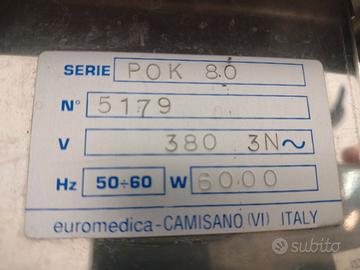 SERIE POK 80
N° 5179
V 380 3N~
Hz 50÷60 W 6000
euromedica-CAMISANO (VI) ITALY
subito